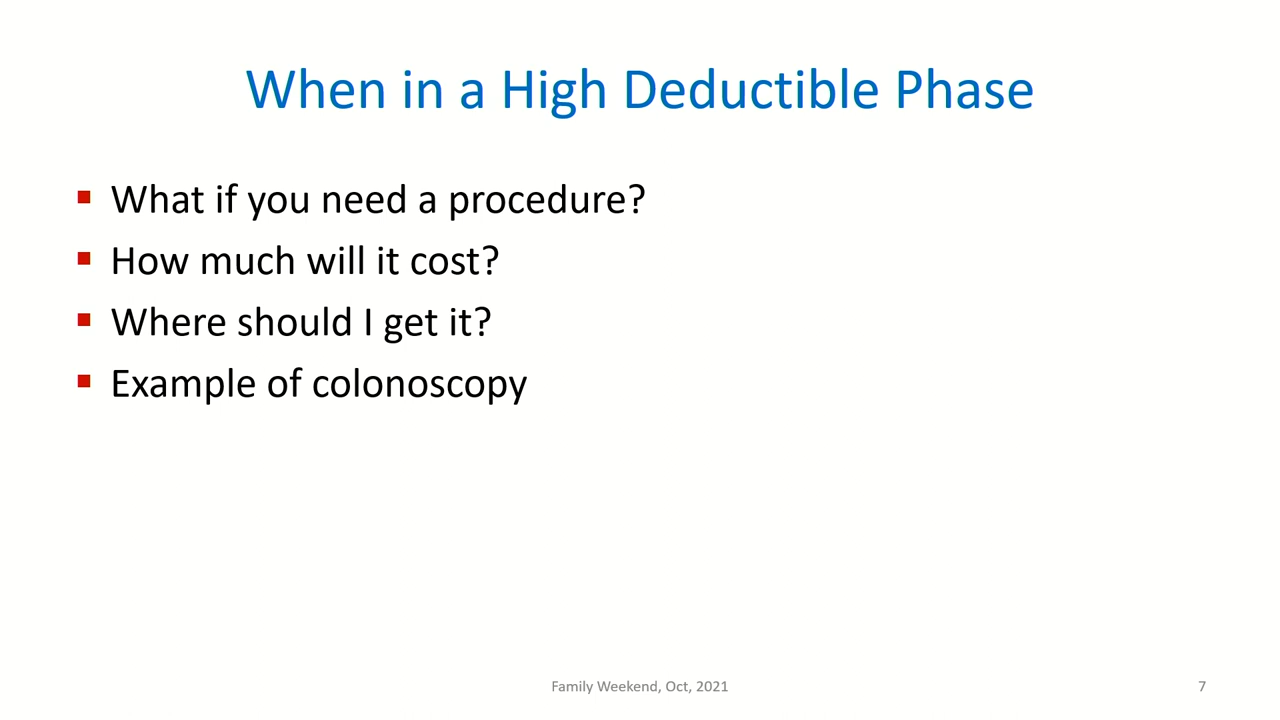 When in a High Deductible Phase
What if you need a procedure?
How much will it cost?
Where should I get it?
Example of colonoscopy
Family Weekend, Oct, 2021
7